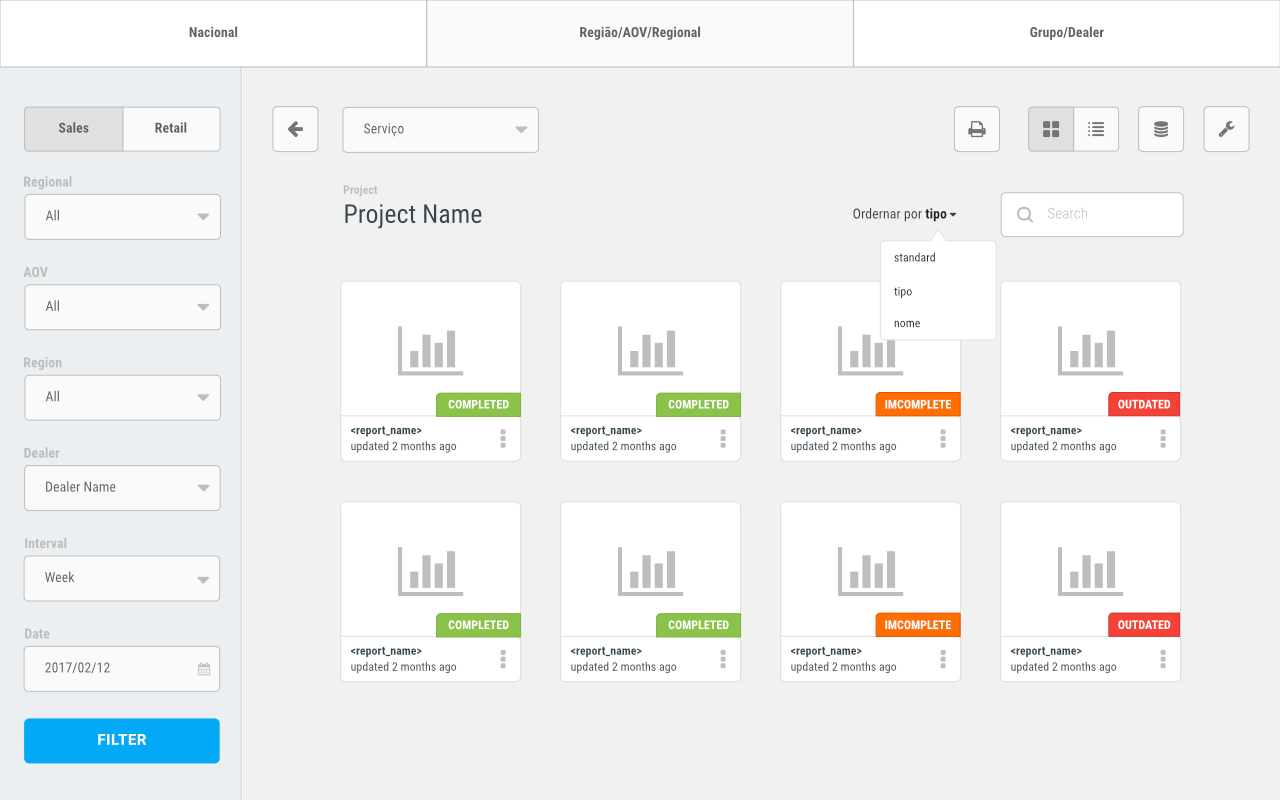 Nacional
Região/AOV/Regional
Grupo/Dealer
Sales
Retail
Regional
All
AOV
All
Region
All
Dealer
Dealer Name
Interval
Week
Date
2017/02/12
FILTER
Serviço
Project
Project Name
Ordernar por tipo
Search
standard
tipo
nome
COMPLETED
COMPLETED
IMCOMPLETE
OUTDATED
<report_name>
updated 2 months ago
<report_name>
updated 2 months ago
<report_name>
updated 2 months ago
<report_name>
updated 2 months ago
COMPLETED
COMPLETED
IMCOMPLETE
OUTDATED
<report_name>
updated 2 months ago
<report_name>
updated 2 months ago
<report_name>
updated 2 months ago
<report_name>
updated 2 months ago